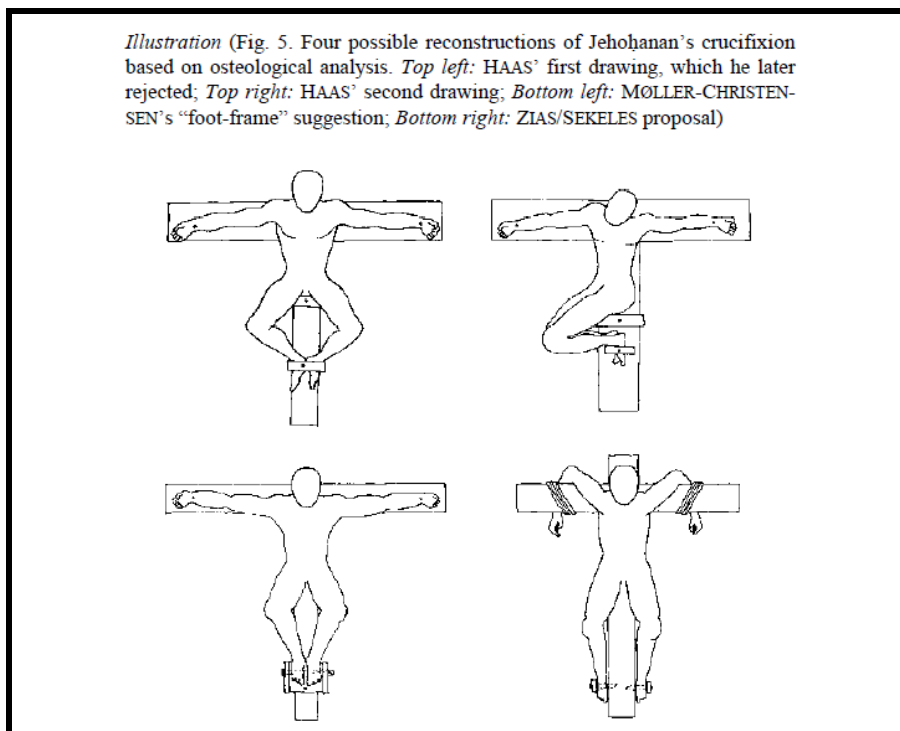 Illustration (Fig. 5. Four possible reconstructions of Jehoḥanan’s crucifixion
based on osteological analysis. Top left: HAAS’ first drawing, which he later
rejected; Top right: HAAS’ second drawing; Bottom left: MØLLER-CHRISTEN-
SEN’s “foot-frame” suggestion; Bottom right: ZIAS/SEKELES proposal)